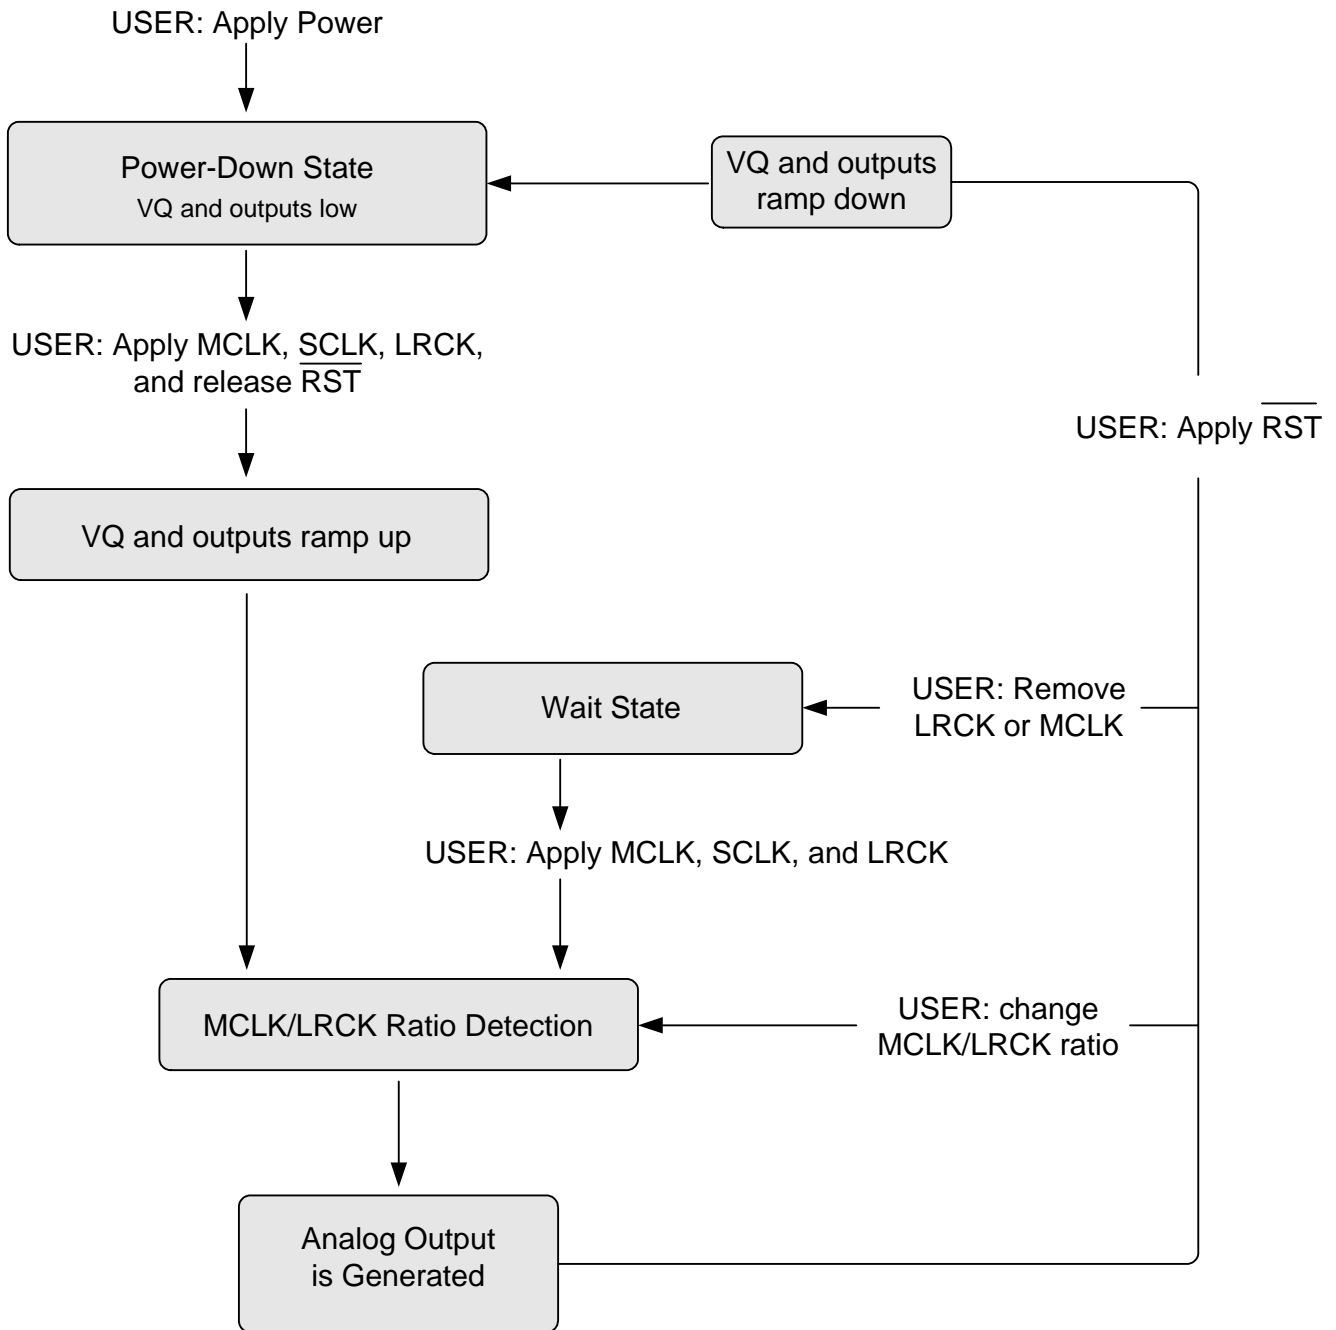 USER: Apply Power
Power-Down State
VQ and outputs low
VQ and outputs
ramp down
USER: Apply MCLK, SCLK, LRCK,
and release R̅S̅T̅
USER: Apply R̅S̅T̅
VQ and outputs ramp up
Wait State
USER: Remove
LRCK or MCLK
USER: Apply MCLK, SCLK, and LRCK
MCLK/LRCK Ratio Detection
USER: change
MCLK/LRCK ratio
Analog Output
is Generated